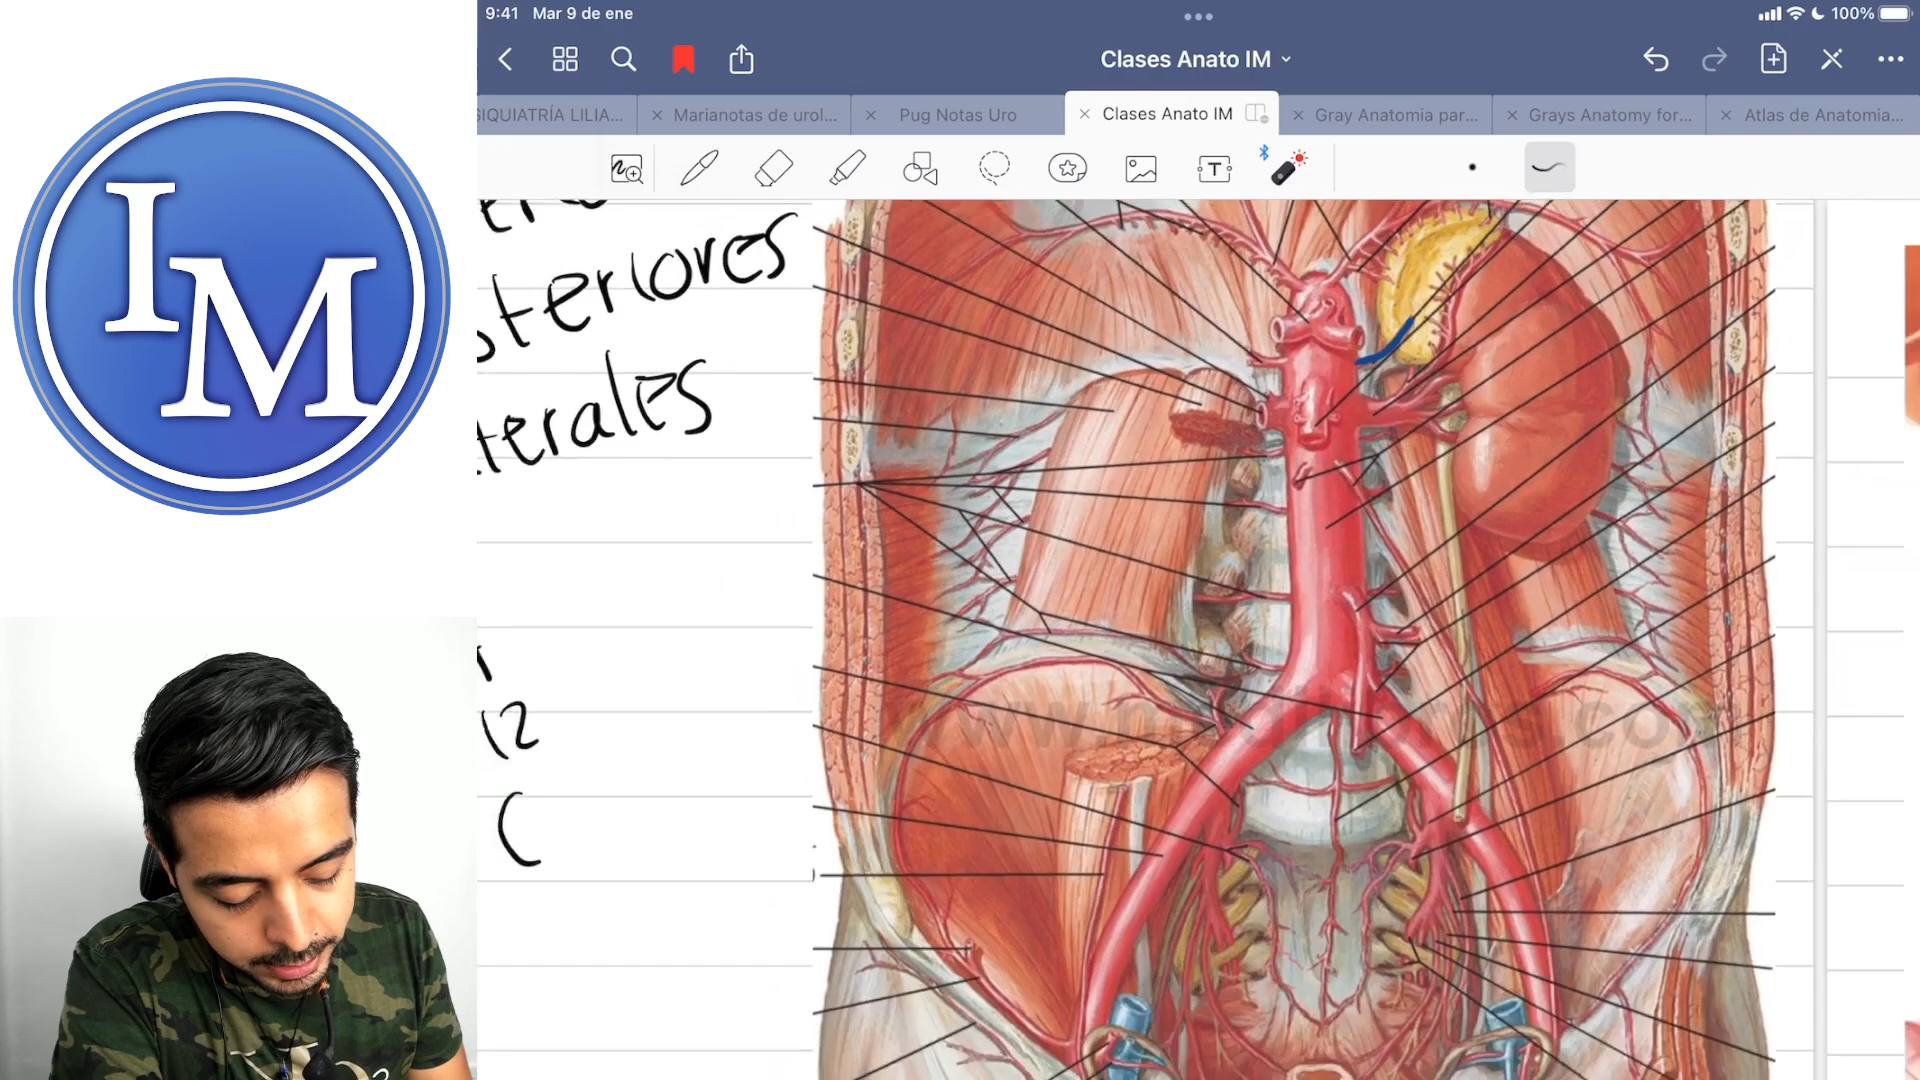 9:41 Mar 9 de ene 100%
Clases Anato IM
SIQUIATRÍA LILIA... Marianotas de urol... Pug Notas Uro Clases Anato IM Gray Anatomia par... Grays Anatomy for... Atlas de Anatomia...
T
IM
steriores
terales
12
(